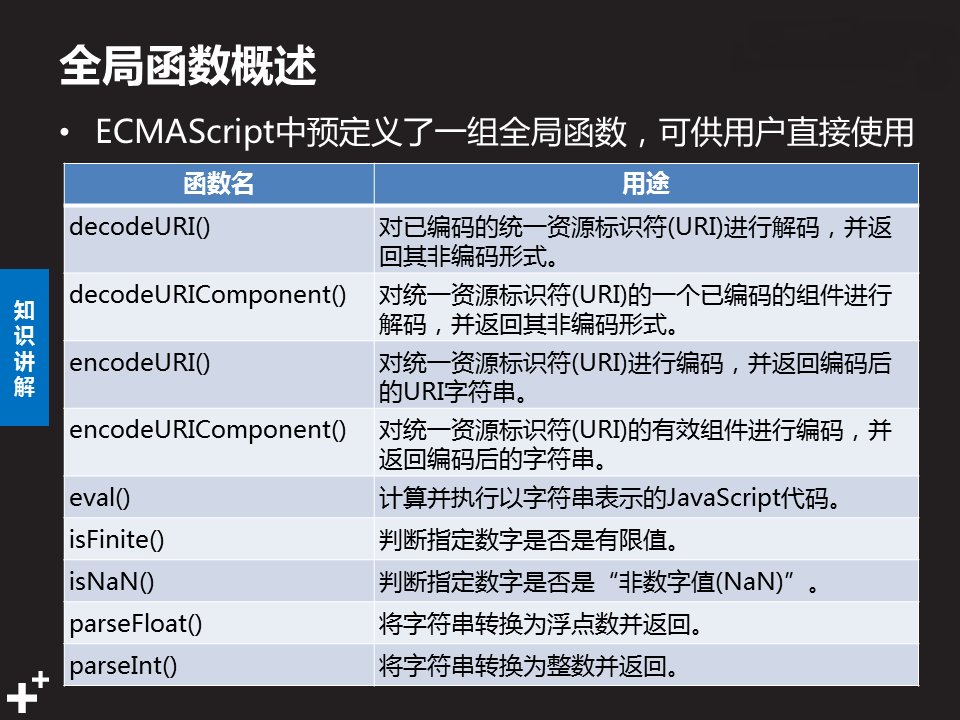 全局函数概述
• ECMAScript中预定义了一组全局函数，可供用户直接使用
函数名 用途
decodeURI() 对已编码的统一资源标识符(URI)进行解码，并返
回其非编码形式。
decodeURIComponent() 对统一资源标识符(URI)的一个已编码的组件进行
解码，并返回其非编码形式。
encodeURI() 对统一资源标识符(URI)进行编码，并返回编码后
的URI字符串。
encodeURIComponent() 对统一资源标识符(URI)的有效组件进行编码，并
返回编码后的字符串。
eval() 计算并执行以字符串表示的JavaScript代码。
isFinite() 判断指定数字是否是有限值。
isNaN() 判断指定数字是否是“非数字值(NaN)”。
parseFloat() 将字符串转换为浮点数并返回。
parseInt() 将字符串转换为整数并返回。
知
识
讲
解